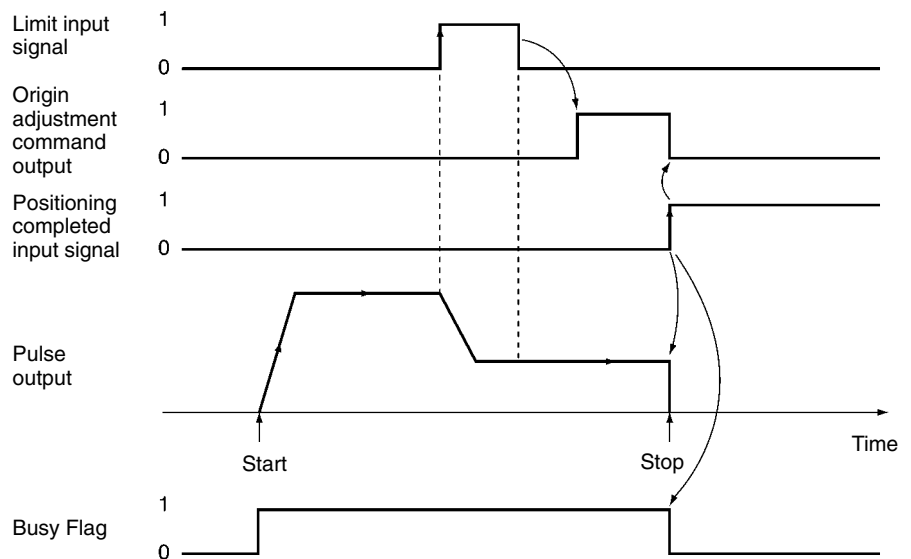 Limit input
signal
1
0
Origin
adjustment
command
output
1
0
Positioning
completed
input signal
1
0
Pulse
output
Start
Stop
Time
Busy Flag
1
0